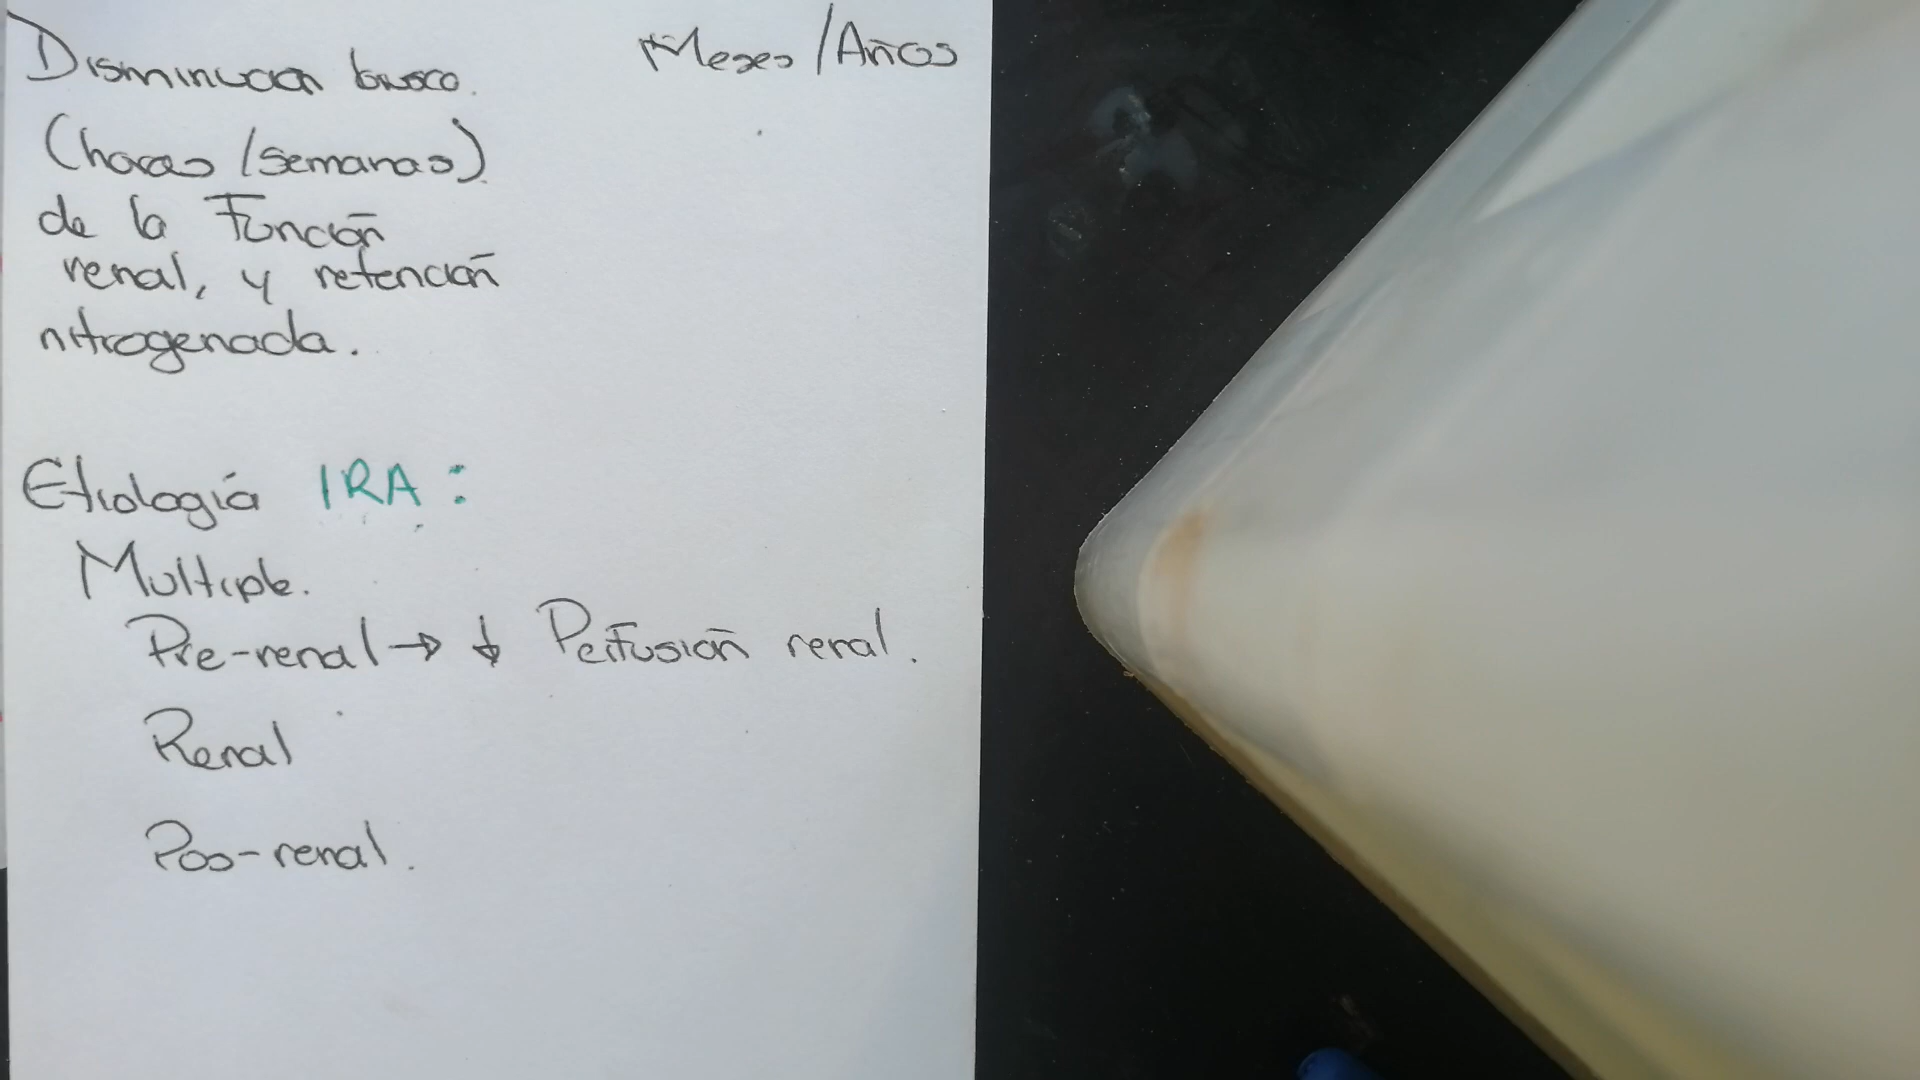 Disminución brusca.
Meses/Años
(horas/semanas)
de la Función
renal, y retención
nitrogenada.
Etiología IRA:
Multiple.
Pre-renal → ↓ Perfusión renal.
Renal
Pos-renal.